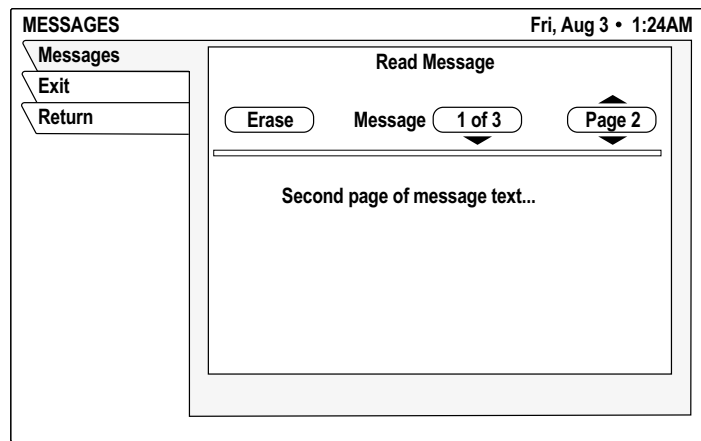 MESSAGES Fri, Aug 3 • 1:24AM
Messages
Read Message
Exit
Return
Erase Message 1 of 3 Page 2
Second page of message text...